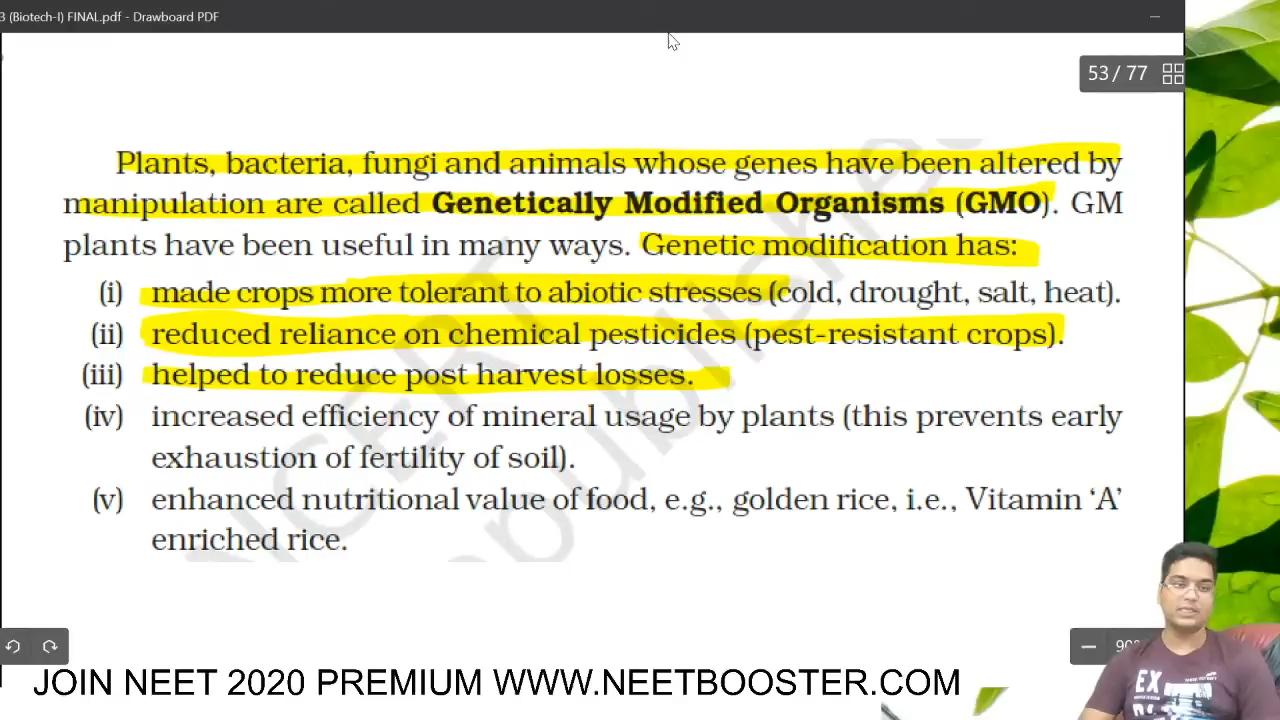 3 (Biotech-I) FINAL.pdf - Drawboard PDF
53 / 77
Plants, bacteria, fungi and animals whose genes have been altered by
manipulation are called Genetically Modified Organisms (GMO). GM
plants have been useful in many ways. Genetic modification has:
(i) made crops more tolerant to abiotic stresses (cold, drought, salt, heat).
(ii) reduced reliance on chemical pesticides (pest-resistant crops).
(iii) helped to reduce post harvest losses.
(iv) increased efficiency of mineral usage by plants (this prevents early
exhaustion of fertility of soil).
(v) enhanced nutritional value of food, e.g., golden rice, i.e., Vitamin ‘A’
enriched rice.
JOIN NEET 2020 PREMIUM WWW.NEETBOOSTER.COM
EX